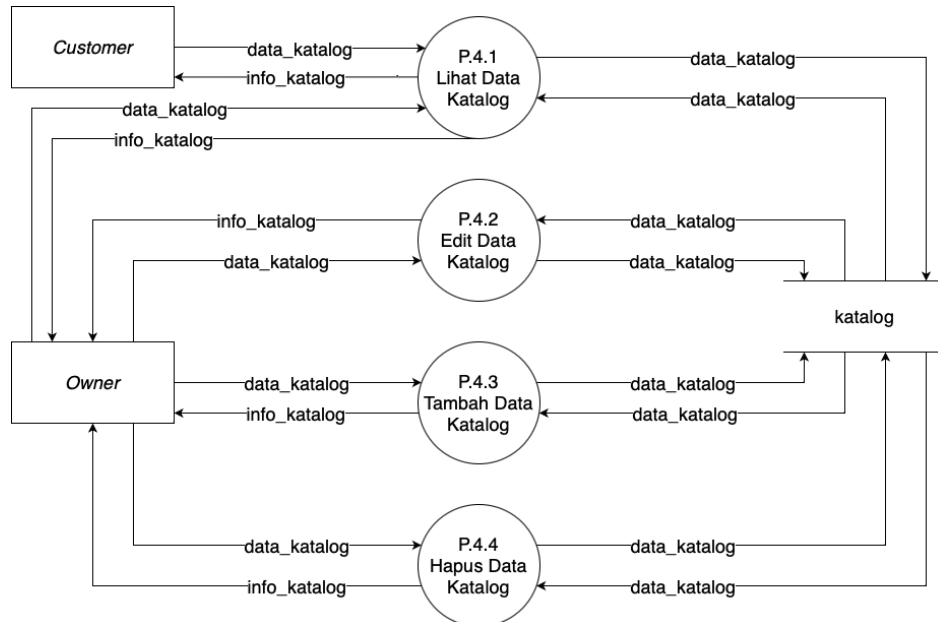 Customer
data_katalog
info_katalog
data_katalog
info_katalog
P.4.1
Lihat Data
Katalog
data_katalog
data_katalog
info_katalog
data_katalog
P.4.2
Edit Data
Katalog
data_katalog
data_katalog
katalog
Owner
data_katalog
info_katalog
P.4.3
Tambah Data
Katalog
data_katalog
data_katalog
data_katalog
info_katalog
P.4.4
Hapus Data
Katalog
data_katalog
data_katalog